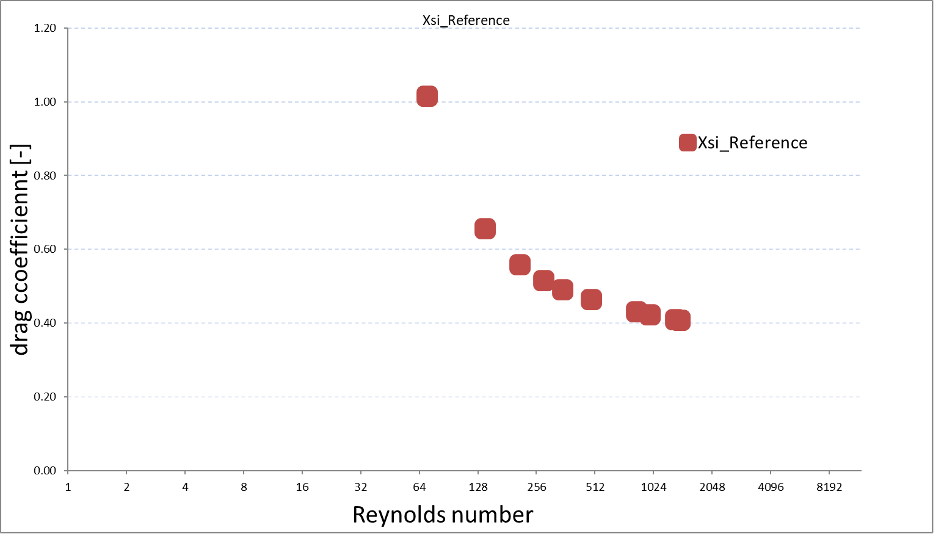 Xsi_Reference
1.20
1.00
0.80
0.60
0.40
0.20
0.00
drag ccoefficiennt [-]
Xsi_Reference
1 2 4 8 16 32 64 128 256 512 1024 2048 4096 8192
Reynolds number